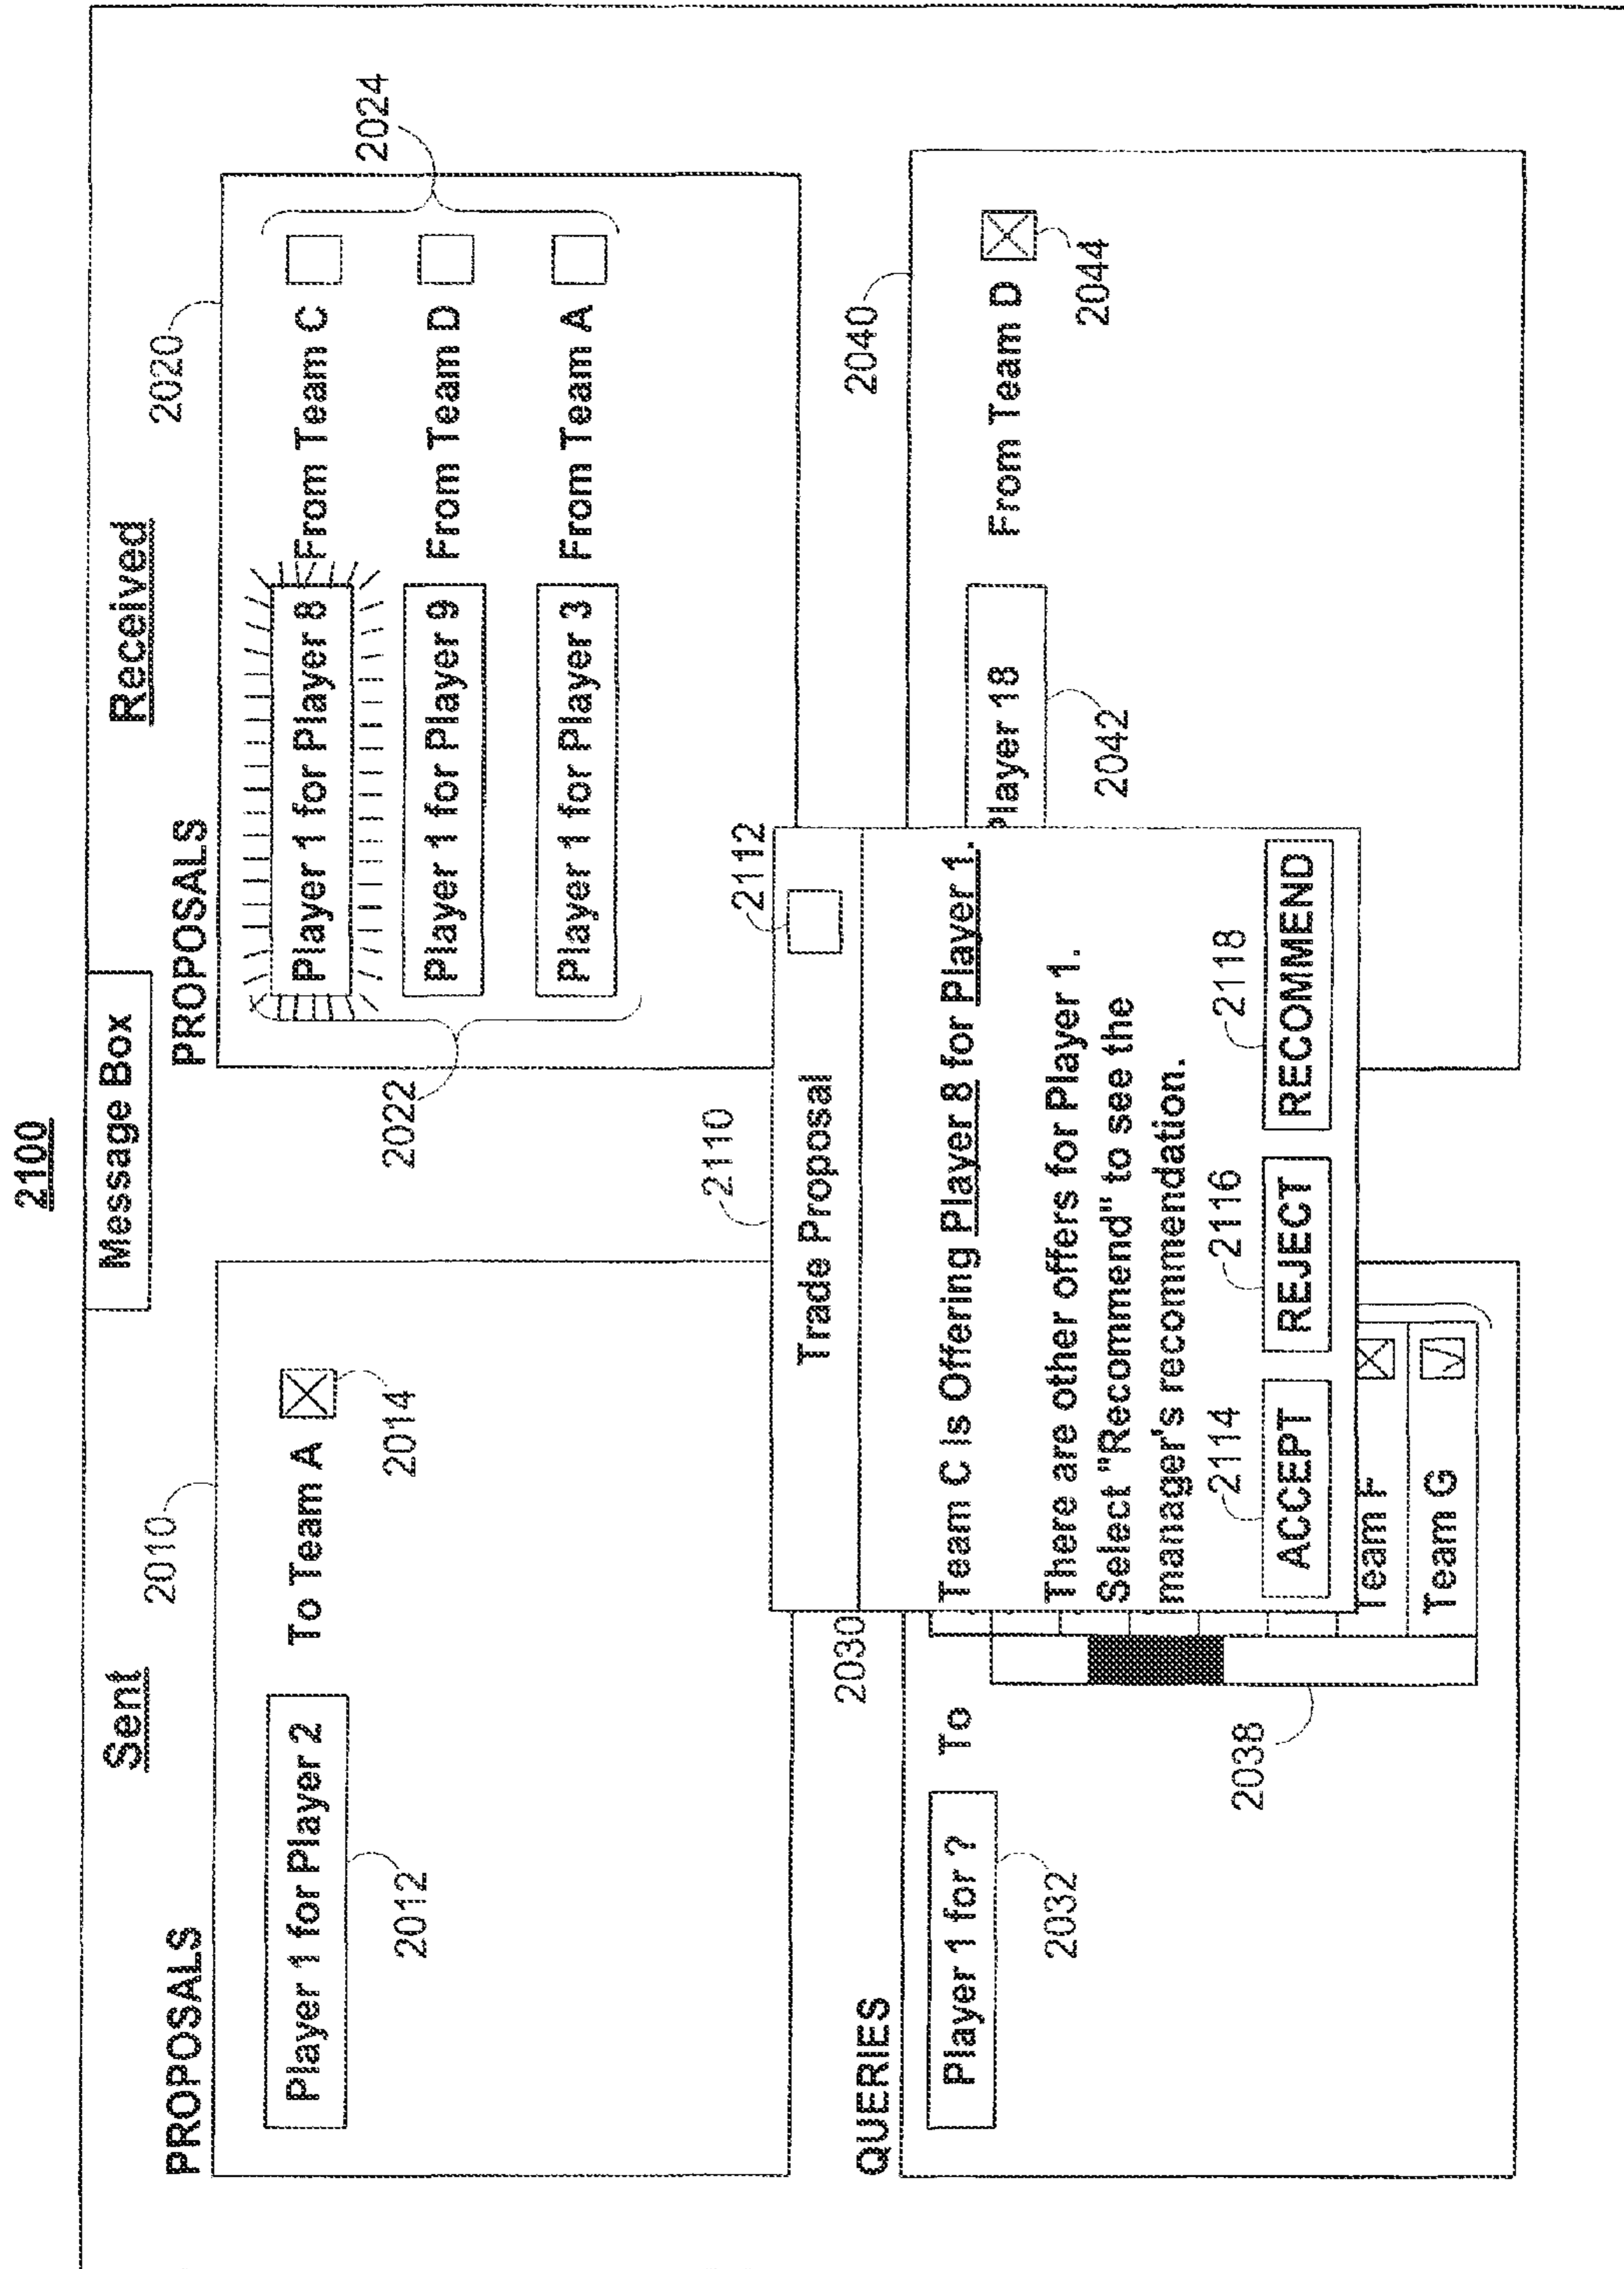 2100
Message Box
Sent
Received
PROPOSALS
2010
Player 1 for Player 2
To Team A
2012
2014
PROPOSALS
2020
Player 1 for Player 8
From Team C
Player 1 for Player 9
From Team D
Player 1 for Player 3
From Team A
2022
2024
QUERIES
2030
Player 1 for ?
To
2032
2038
Team F
Team G
2110
2112
Trade Proposal
Team C is Offering Player 8 for Player 1.
There are other offers for Player 1.
Select "Recommend" to see the
manager's recommendation.
2114
2116
2118
ACCEPT
REJECT
RECOMMEND
2040
Player 18
From Team D
2042
2044